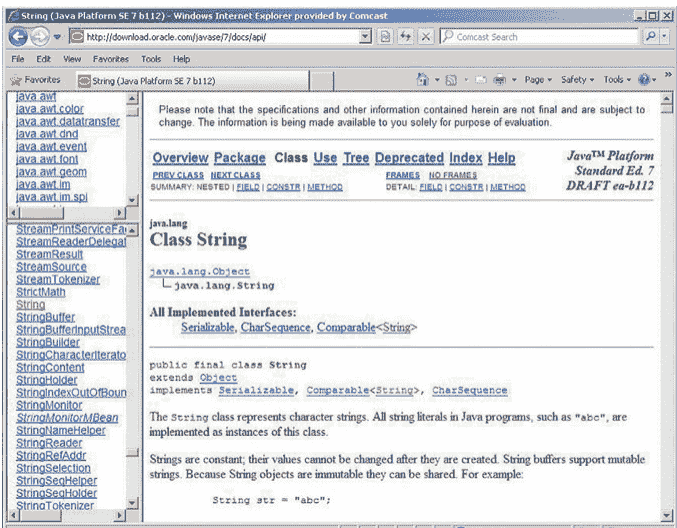 String (Java Platform SE 7 b112) - Windows Internet Explorer provided by Comcast
http://download.oracle.com/javase/7/docs/api/
Comcast Search
File Edit View Favorites Tools Help
Favorites
String (Java Platform SE 7 b112)
Page Safety Tools
java.awt
java.awt.color
java.awt.datatransfer
java.awt.dnd
java.awt.event
java.awt.font
java.awt.geom
java.awt.im
java.awt.im.spi
StreamPrintServiceFa
StreamReaderDelegat
StreamResult
StreamSource
StreamTokenizer
StrictMath
String
StringBuffer
StringBufferInputStrea
StringBuilder
StringCharacterIterato
StringContent
StringHolder
StringIndexOutOfBoun
StringMonitor
StringMonitorMBean
StringNameHelper
StringReader
StringRefAddr
StringSelection
StringSeqHelper
StringSeqHolder
StringTokenizer
Please note that the specifications and other information contained herein are not final and are subject to
change. The information is being made available to you solely for purpose of evaluation.
Overview Package Class Use Tree Deprecated Index Help
Java™ Platform
Standard Ed. 7
DRAFT ea-b112
PREV CLASS NEXT CLASS
FRAMES NO FRAMES
SUMMARY: NESTED | FIELD | CONSTR | METHOD
DETAIL: FIELD | CONSTR | METHOD
java.lang
Class String
java.lang.Object
java.lang.String
All Implemented Interfaces:
Serializable, CharSequence, Comparable<String>
public final class String
extends Object
implements Serializable, Comparable<String>, CharSequence
The String class represents character strings. All string literals in Java programs, such as "abc", are
implemented as instances of this class.
Strings are constant; their values cannot be changed after they are created. String buffers support mutable
strings. Because String objects are immutable they can be shared. For example:
String str = "abc";